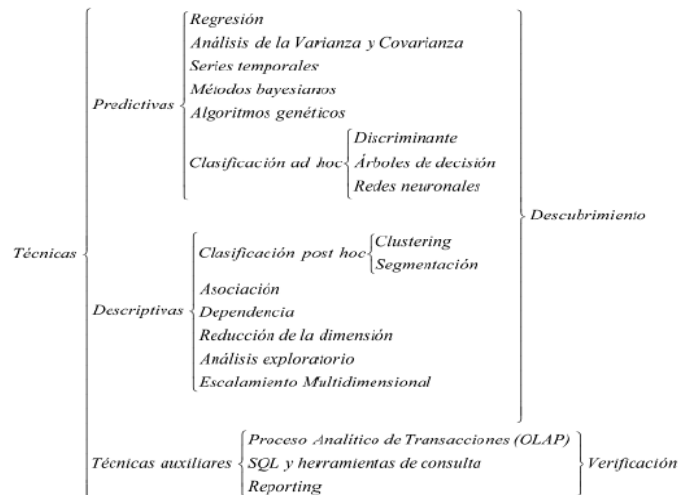 Regresión
Análisis de la Varianza y Covarianza
Series temporales
Métodos bayesianos
Predictivas
Algoritmos genéticos
Clasificación ad hoc
Discriminante
Árboles de decisión
Redes neuronales
Descubrimiento
Técnicas
Descriptivas
Clasificación post hoc
Clustering
Segmentación
Asociación
Dependencia
Reducción de la dimensión
Análisis exploratorio
Escalamiento Multidimensional
Técnicas auxiliares
Proceso Analítico de Transacciones (OLAP)
SQL y herramientas de consulta
Reporting
Verificación